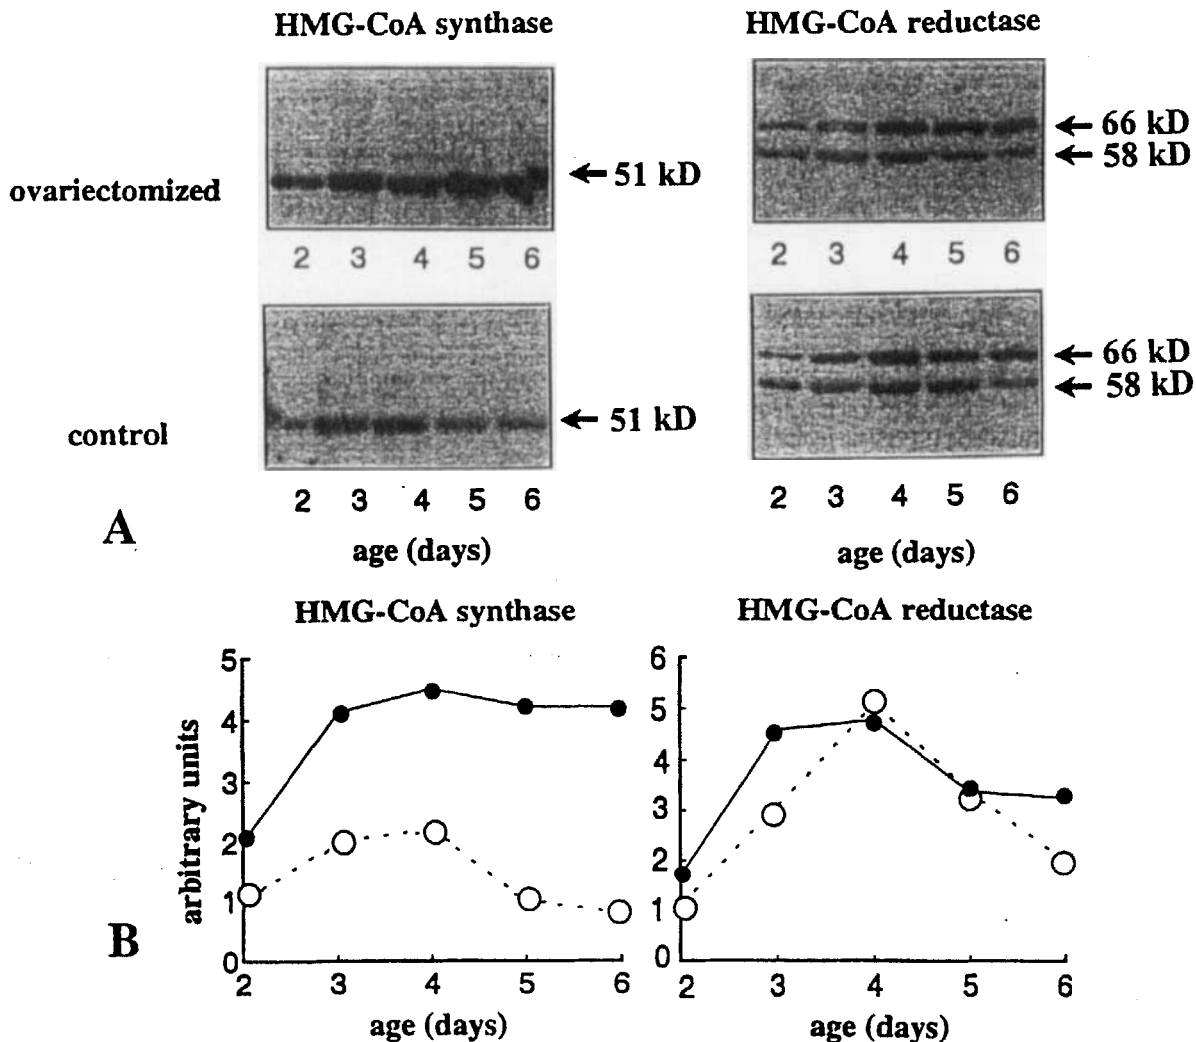 HMG-CoA synthase
HMG-CoA reductase
ovariectomized
51 kD
66 kD
58 kD
2 3 4 5 6
2 3 4 5 6
control
51 kD
66 kD
58 kD
2 3 4 5 6
2 3 4 5 6
A
age (days)
age (days)
HMG-CoA synthase
HMG-CoA reductase
arbitrary units
5
4
3
2
1
0
2 3 4 5 6
age (days)
6
5
4
3
2
1
0
2 3 4 5 6
age (days)
B